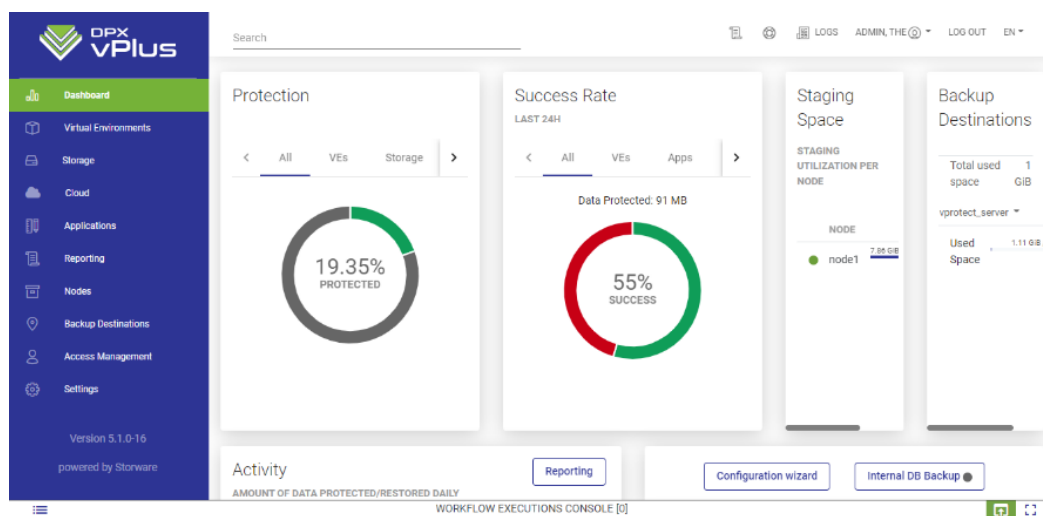 DPX
vPlus
Search
LOGS
ADMIN, THE
LOG OUT
EN
Dashboard
Virtual Environments
Storage
Cloud
Applications
Reporting
Nodes
Backup Destinations
Access Management
Settings
Version 5.1.0-16
powered by Storware
Protection
All VEs Storage
19.35%
PROTECTED
Success Rate
LAST 24H
All VEs Apps
Data Protected: 91 MB
55%
SUCCESS
Staging
Space
STAGING
UTILIZATION PER
NODE
NODE
node1 7.86 GiB
Backup
Destinations
Total used 1
space GiB
vprotect_server
Used 1.11 GiB
Space
Activity
AMOUNT OF DATA PROTECTED/RESTORED DAILY
Reporting
Configuration wizard
Internal DB Backup
WORKFLOW EXECUTIONS CONSOLE [0]